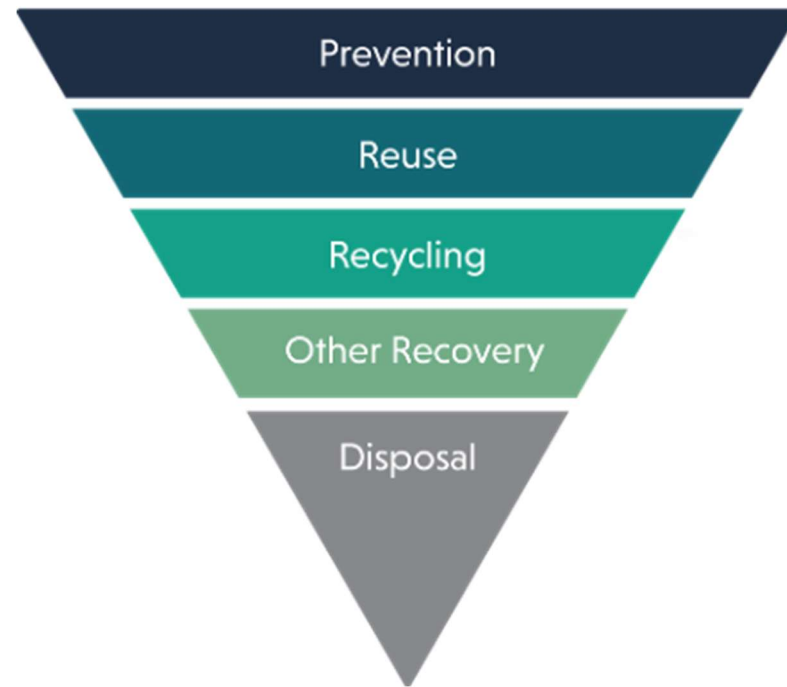 Prevention
Reuse
Recycling
Other Recovery
Disposal